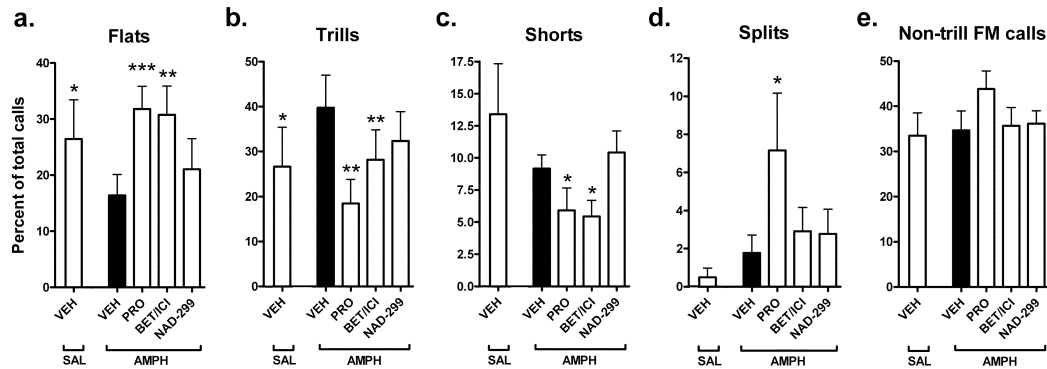 a.
Flats
Percent of total calls
40
30
20
10
0
*
***
**
VEH
VEH
PRO
BET/ICI
NAD-299
SAL
AMPH
b.
Trills
50
40
30
20
10
0
*
**
**
VEH
VEH
PRO
BET/ICI
NAD-299
SAL
AMPH
c.
Shorts
17.5
15.0
12.5
10.0
7.5
5.0
2.5
0.0
*
*
VEH
VEH
PRO
BET/ICI
NAD-299
SAL
AMPH
d.
Splits
12
10
8
6
4
2
0
*
VEH
VEH
PRO
BET/ICI
NAD-299
SAL
AMPH
e.
Non-trill FM calls
50
40
30
20
10
0
VEH
VEH
PRO
BET/ICI
NAD-299
SAL
AMPH